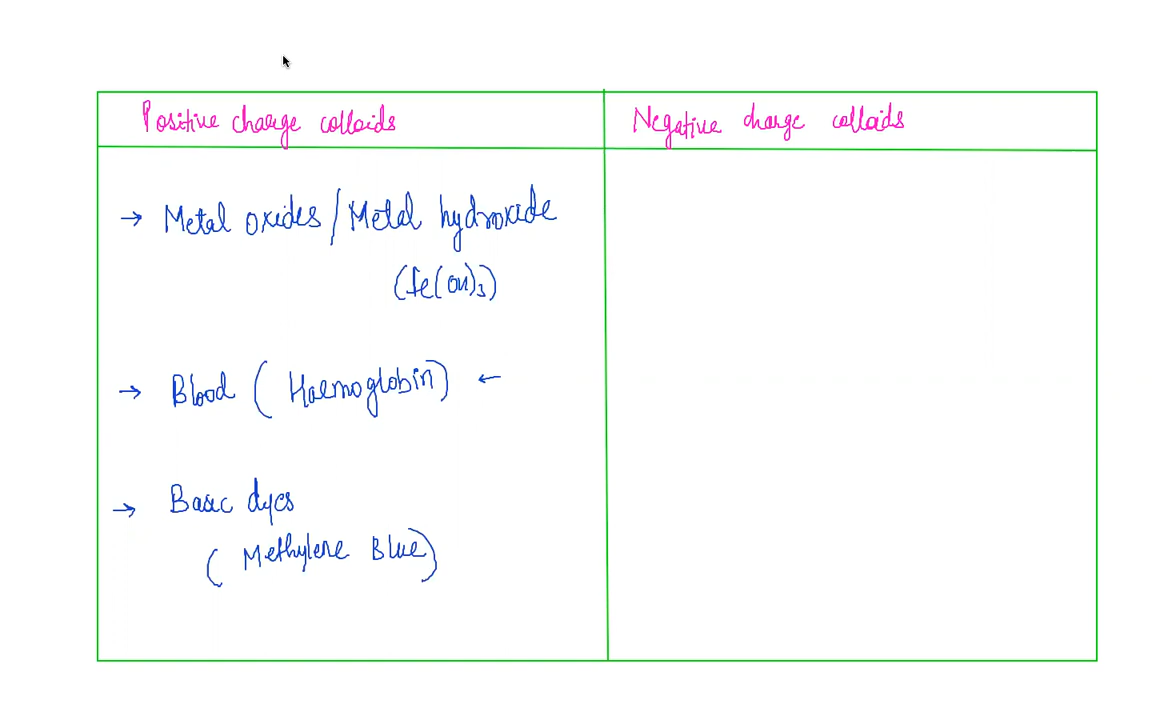 Positive charge colloids
Negative charge colloids
→ Metal oxides / Metal hydroxide
(Fe(OH)3)
→ Blood ( Haemoglobin) ←
→ Basic dyes
( Methylene Blue)